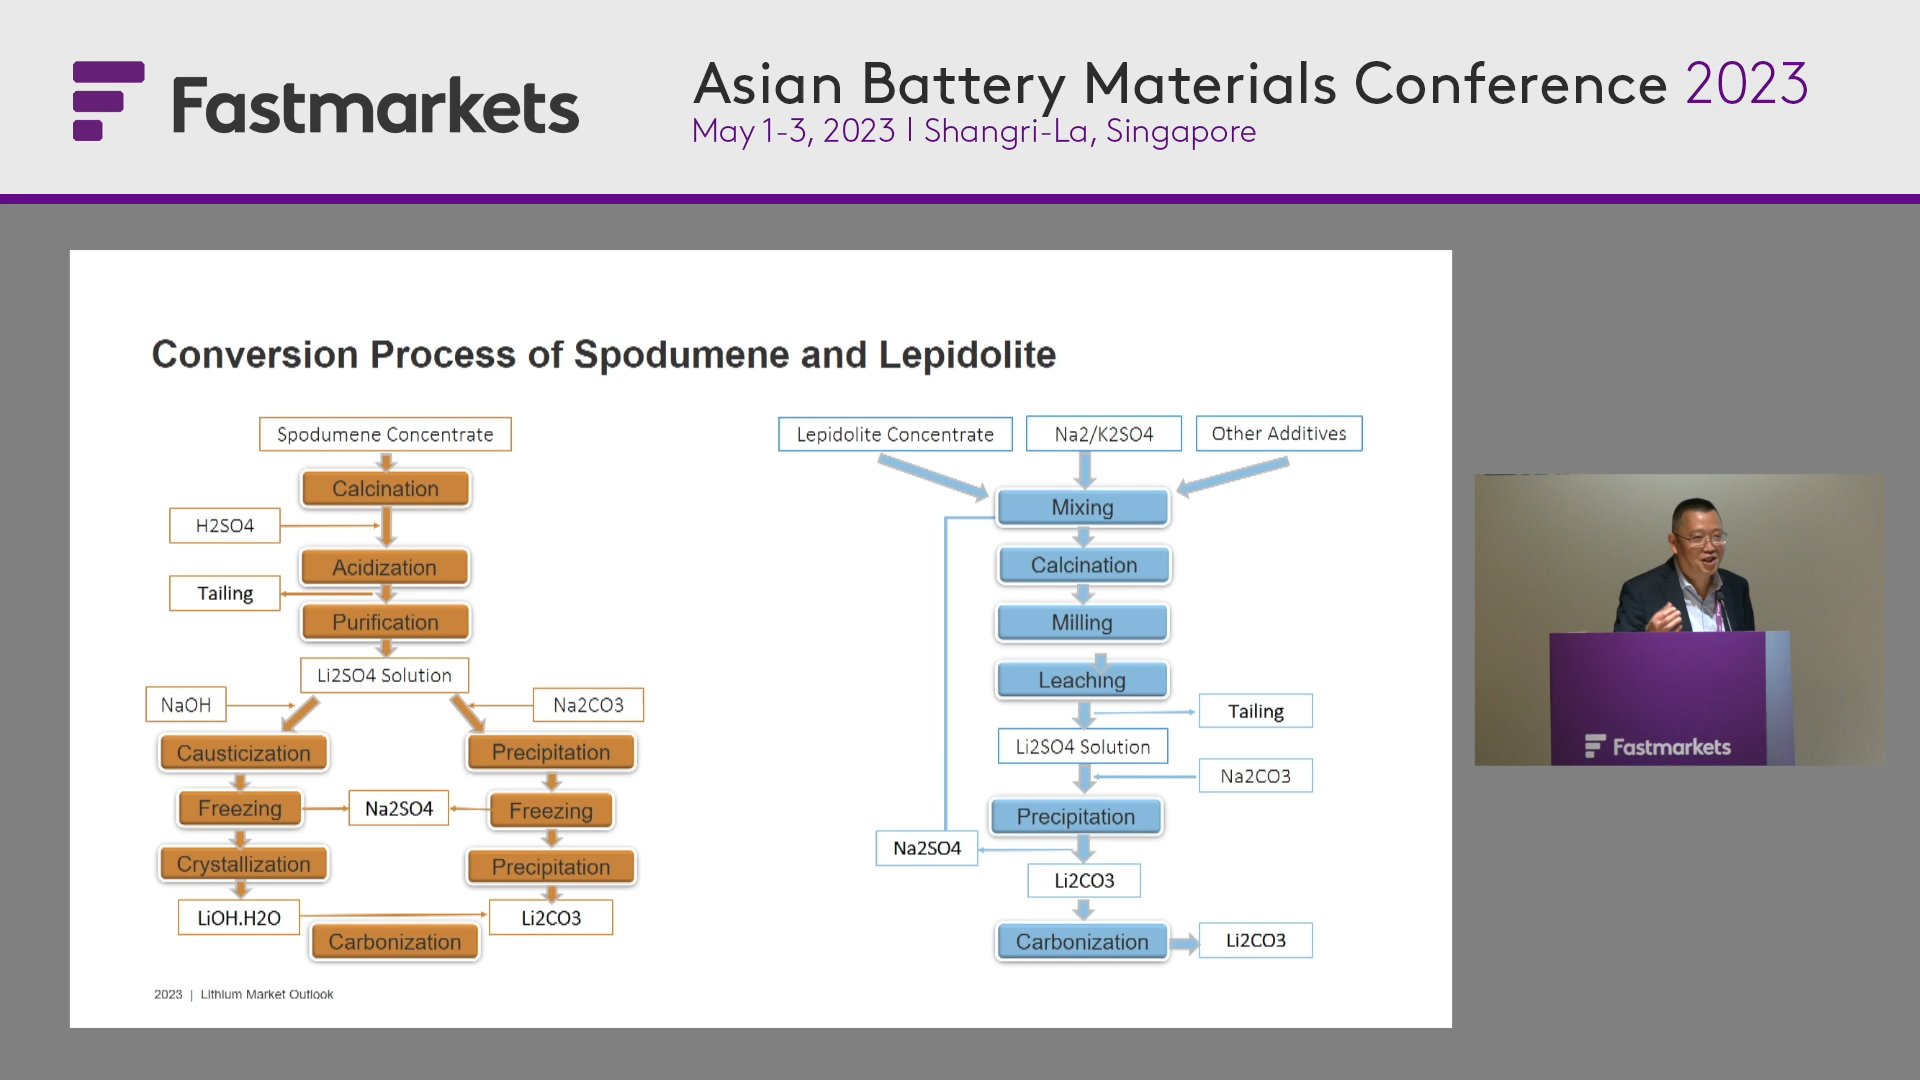 Fastmarkets
Asian Battery Materials Conference 2023
May 1-3, 2023 | Shangri-La, Singapore
Conversion Process of Spodumene and Lepidolite
Spodumene Concentrate
Calcination
H2SO4
Acidization
Tailing
Purification
Li2SO4 Solution
NaOH
Na2CO3
Causticization
Precipitation
Freezing
Na2SO4
Freezing
Crystallization
Precipitation
LiOH.H2O
Li2CO3
Carbonization
Lepidolite Concentrate
Na2/K2SO4
Other Additives
Mixing
Calcination
Milling
Leaching
Tailing
Li2SO4 Solution
Na2CO3
Precipitation
Na2SO4
Li2CO3
Carbonization
Li2CO3
2023 | Lithium Market Outlook
Fastmarkets